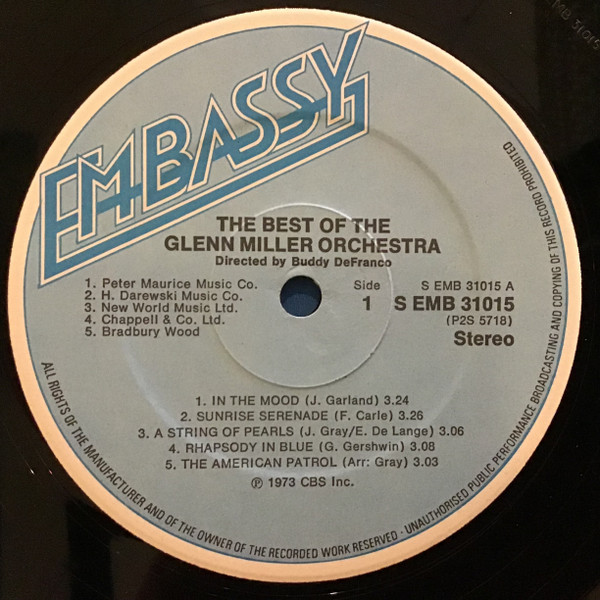 EMBASSY
THE BEST OF THE
GLENN MILLER ORCHESTRA
Directed by Buddy DeFranco
1. Peter Maurice Music Co.
2. H. Darewski Music Co.
3. New World Music Ltd.
4. Chappell & Co. Ltd.
5. Bradbury Wood
Side
1
S EMB 31015 A
S EMB 31015
(P2S 5718)
Stereo
1. IN THE MOOD (J. Garland) 3.24
2. SUNRISE SERENADE (F. Carle) 3.26
3. A STRING OF PEARLS (J. Gray/E. De Lange) 3.06
4. RHAPSODY IN BLUE (G. Gershwin) 3.08
5. THE AMERICAN PATROL (Arr: Gray) 3.03
℗ 1973 CBS Inc.
ALL RIGHTS OF THE MANUFACTURER AND OF THE OWNER OF THE RECORDED WORK RESERVED · UNAUTHORISED PUBLIC PERFORMANCE BROADCASTING AND COPYING OF THIS RECORD PROHIBITED